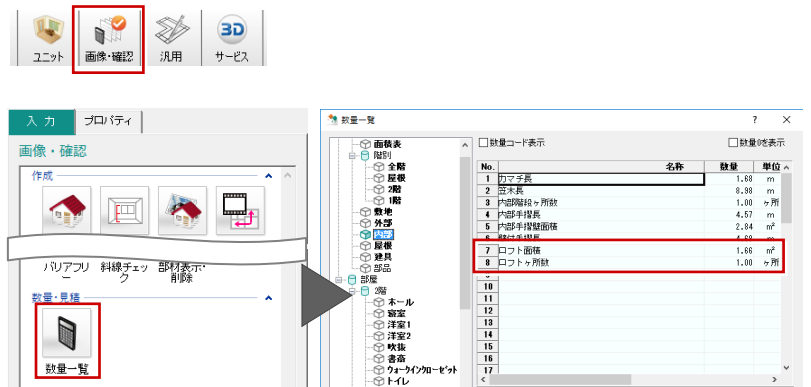 ユニット
画像・確認
汎用
3D
サービス
入 力
プロパティ
画像・確認
作成
バリアフリー
斜線チェック
部材表示・削除
数量・見積
数量一覧
数量一覧
? ×
面積表
階別
全階
屋根
2階
1階
敷地
外部
内部
屋根
建具
部品
部屋
2階
ホール
寝室
洋室1
洋室2
吹抜
書斎
ウォークインクローゼット
トイレ
数量コード表示
数量0を表示
No. 名称 数量 単位
1 カマチ長 1.68 m
2 笠木長 8.98 m
3 内部階段ヶ所数 1.00 ヶ所
4 内部手摺長 4.57 m
5 内部手摺壁面積 2.84 m²
6 壁付手摺長 4.68 m
7 ロフト面積 1.66 m²
8 ロフトヶ所数 1.00 ヶ所
10
11
12
13
14
15
16
17